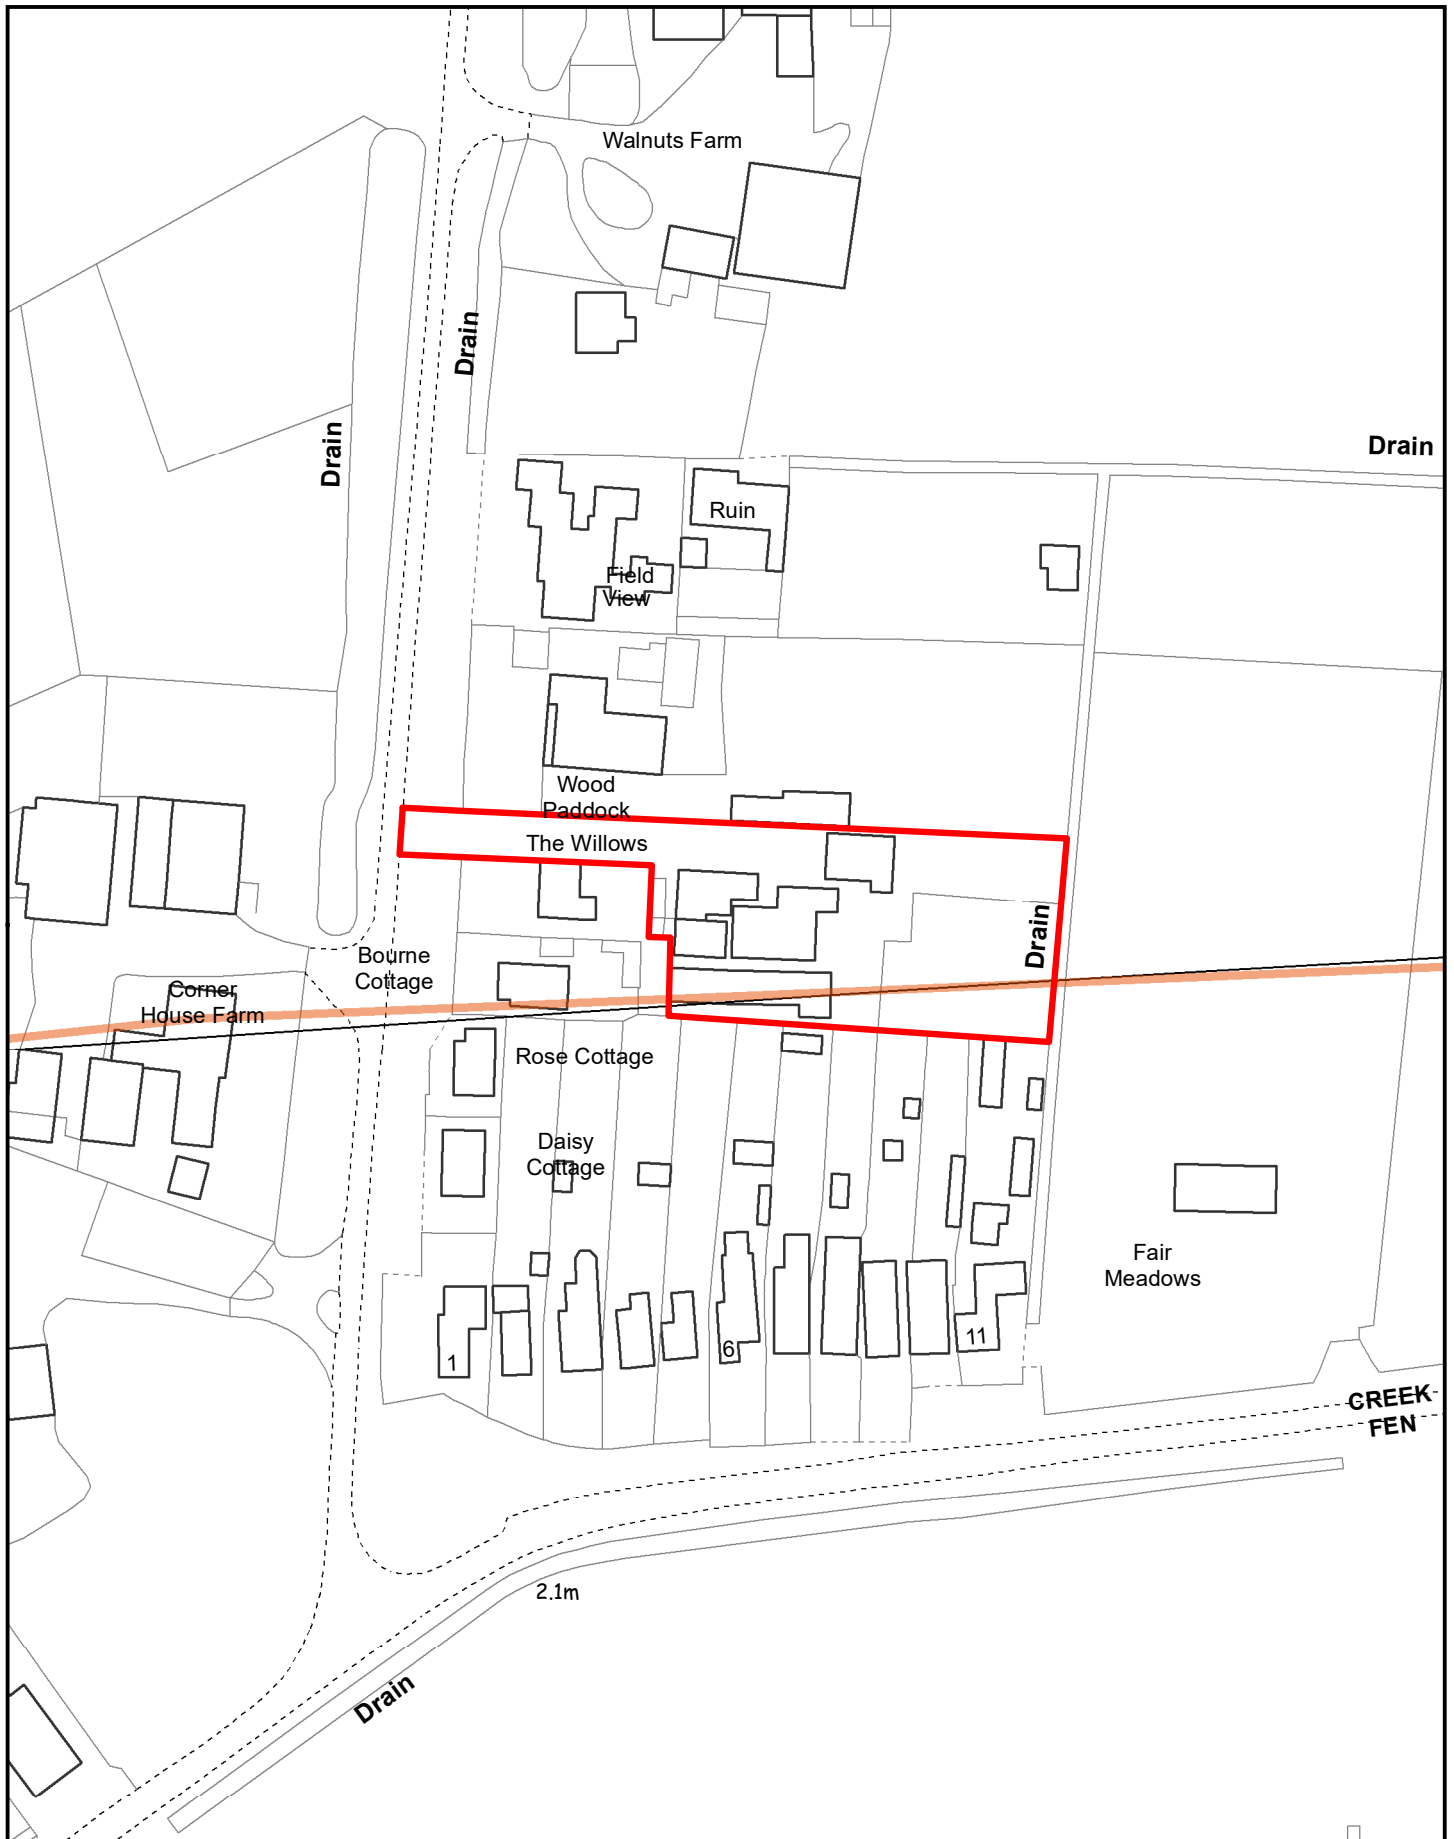 Walnuts Farm
Drain
Drain
Drain
Ruin
Field
View
Wood
Paddock
The Willows
Drain
Bourne
Cottage
Corner
House Farm
Rose Cottage
Daisy
Cottage
Fair
Meadows
1
6
11
CREEK
FEN
2.1m
Drain